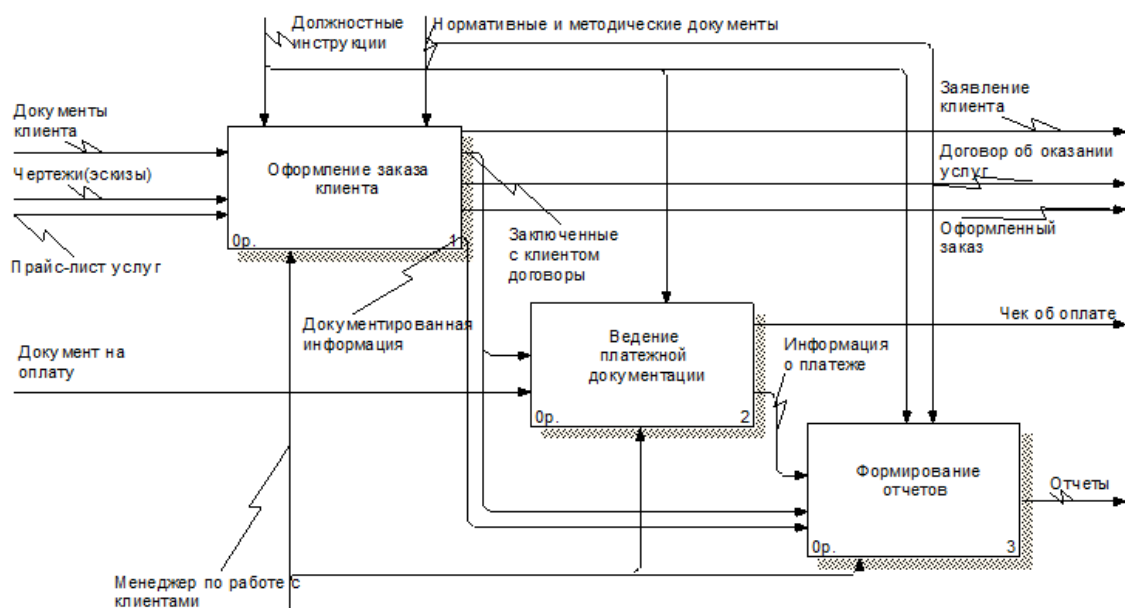 Должностные
инструкции
Нормативные и методические документы
Документы
клиента
Чертежи(эскизы)
Прайс-лист услуг
Оформление заказа
клиента
0р.
1
Заявление
клиента
Договор об оказании
услуг
Оформленный
заказ
Заключенные
с клиентом
договоры
Документированная
информация
Документ на
оплату
Ведение
платежной
документации
0р.
2
Чек об оплате
Информация
о платеже
Формирование
отчетов
0р.
3
Отчеты
Менеджер по работе с
клиентами